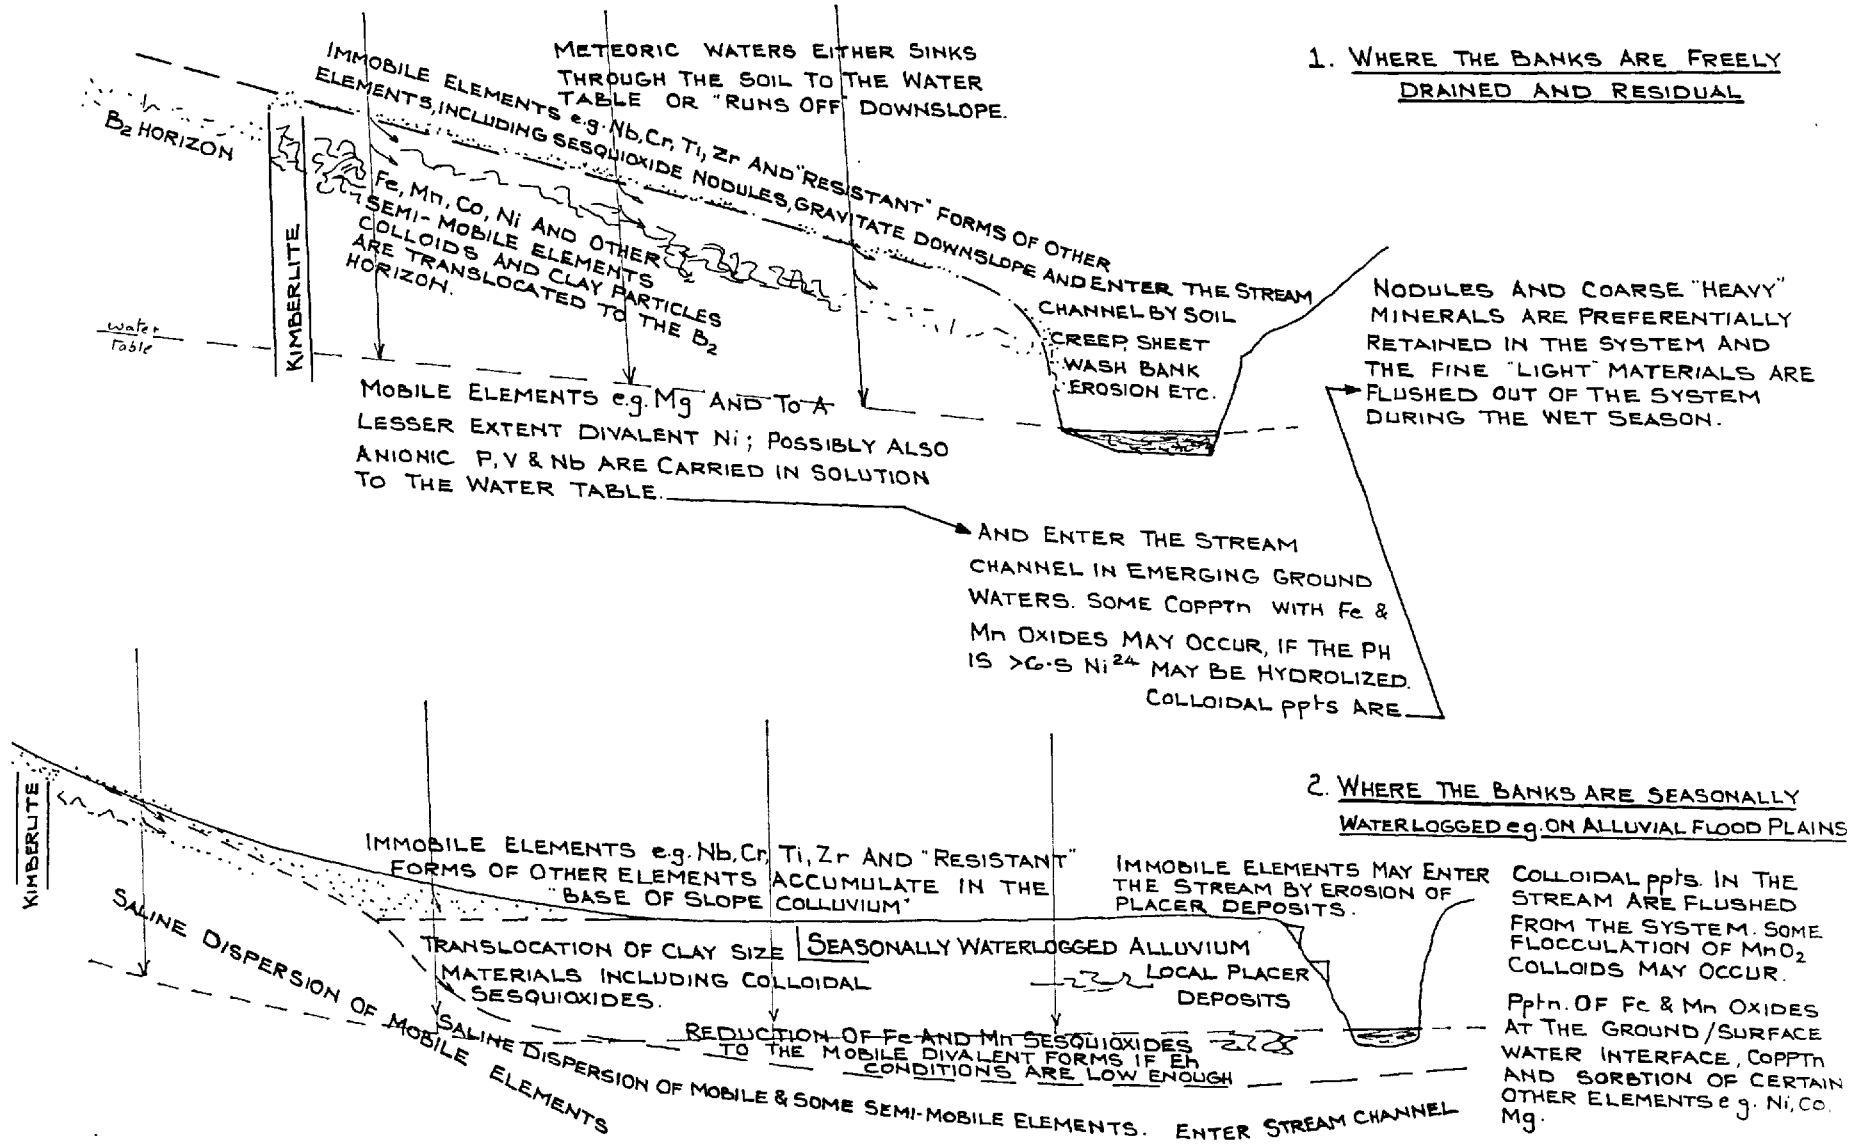 1. WHERE THE BANKS ARE FREELY
DRAINED AND RESIDUAL
METEORIC WATERS EITHER SINKS
THROUGH THE SOIL TO THE WATER
TABLE OR "RUNS OFF" DOWNSLOPE.
IMMOBILE ELEMENTS e.g. Nb, Cr, Ti, Zr AND "RESISTANT" FORMS OF OTHER
ELEMENTS, INCLUDING SESQUIOXIDE NODULES, GRAVITATE DOWNSLOPE AND ENTER THE STREAM
CHANNEL BY SOIL
CREEP, SHEET
WASH BANK
EROSION ETC.
B2 HORIZON
KIMBERLITE
Fe, Mn, Co, Ni AND OTHER
SEMI-MOBILE ELEMENTS
COLLOIDS AND CLAY PARTICLES
ARE TRANSLOCATED TO THE B2
HORIZON.
water
table
MOBILE ELEMENTS e.g. Mg AND TO A
LESSER EXTENT DIVALENT Ni; POSSIBLY ALSO
ANIONIC P, V & Nb ARE CARRIED IN SOLUTION
TO THE WATER TABLE.
AND ENTER THE STREAM
CHANNEL IN EMERGING GROUND
WATERS. SOME COPPTn WITH Fe &
Mn OXIDES MAY OCCUR, IF THE PH
IS >6.5 Ni24 MAY BE HYDROLIZED.
COLLOIDAL ppts ARE
NODULES AND COARSE "HEAVY"
MINERALS ARE PREFERENTIALLY
RETAINED IN THE SYSTEM AND
THE FINE "LIGHT" MATERIALS ARE
FLUSHED OUT OF THE SYSTEM
DURING THE WET SEASON.
2. WHERE THE BANKS ARE SEASONALLY
WATERLOGGED e.g. ON ALLUVIAL FLOOD PLAINS
KIMBERLITE
IMMOBILE ELEMENTS e.g. Nb, Cr, Ti, Zr AND "RESISTANT"
FORMS OF OTHER ELEMENTS ACCUMULATE IN THE
"BASE OF SLOPE COLLUVIUM"
IMMOBILE ELEMENTS MAY ENTER
THE STREAM BY EROSION OF
PLACER DEPOSITS.
TRANSLOCATION OF CLAY SIZE
MATERIALS INCLUDING COLLOIDAL
SESQUIOXIDES.
SEASONALLY WATERLOGGED ALLUVIUM
LOCAL PLACER
DEPOSITS
REDUCTION OF Fe AND Mn SESQUIOXIDES
TO THE MOBILE DIVALENT FORMS IF Eh
CONDITIONS ARE LOW ENOUGH
SALINE DISPERSION OF MOBILE ELEMENTS
SALINE DISPERSION OF MOBILE & SOME SEMI-MOBILE ELEMENTS. ENTER STREAM CHANNEL
COLLOIDAL ppts. IN THE
STREAM ARE FLUSHED
FROM THE SYSTEM. SOME
FLOCCULATION OF MnO2
COLLOIDS MAY OCCUR.
Pptn. OF Fe & Mn OXIDES
AT THE GROUND/SURFACE
WATER INTERFACE, COPPTn
AND SORBTION OF CERTAIN
OTHER ELEMENTS e g. Ni, Co.
Mg.